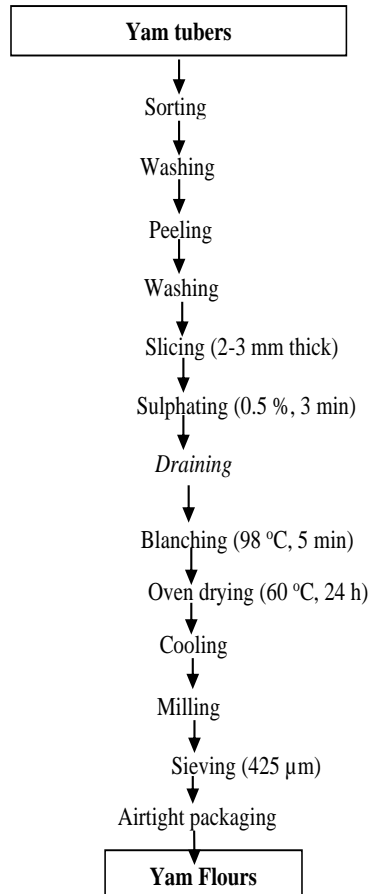 Yam tubers
Sorting
Washing
Peeling
Washing
Slicing (2-3 mm thick)
Sulphating (0.5 %, 3 min)
Draining
Blanching (98 ºC, 5 min)
Oven drying (60 ºC, 24 h)
Cooling
Milling
Sieving (425 µm)
Airtight packaging
Yam Flours